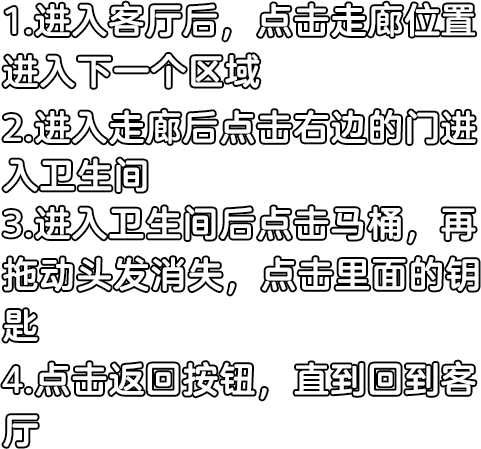 1.进入客厅后，点击走廊位置
进入下一个区域
2.进入走廊后点击右边的门进
入卫生间
3.进入卫生间后点击马桶，再
拖动头发消失，点击里面的钥
匙
4.点击返回按钮，直到回到客
厅